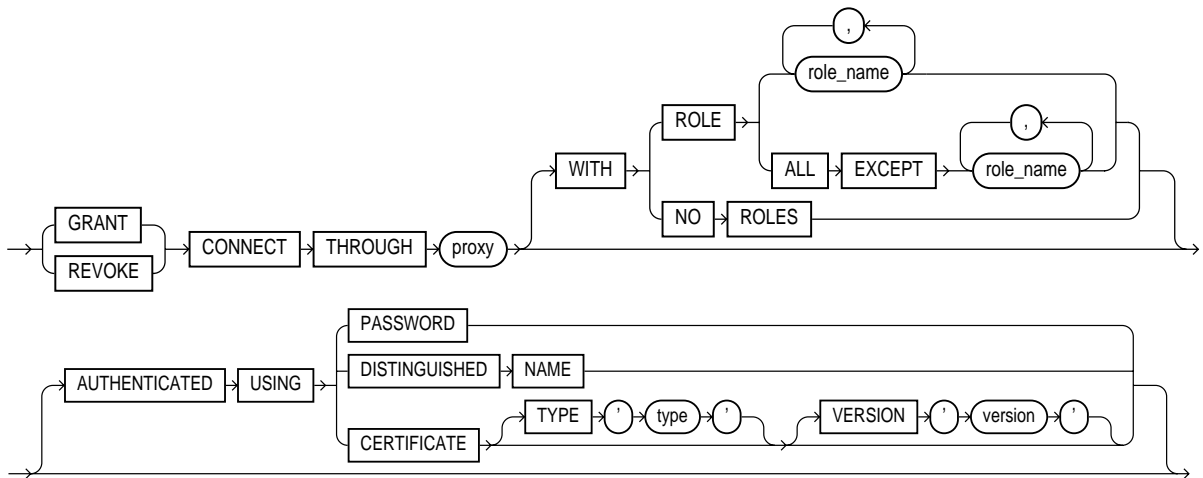 ,
role_name
ROLE
,
WITH
ALL EXCEPT role_name
GRANT
NO ROLES
CONNECT THROUGH proxy
REVOKE
PASSWORD
AUTHENTICATED USING
DISTINGUISHED NAME
TYPE ' type '
VERSION ' version '
CERTIFICATE